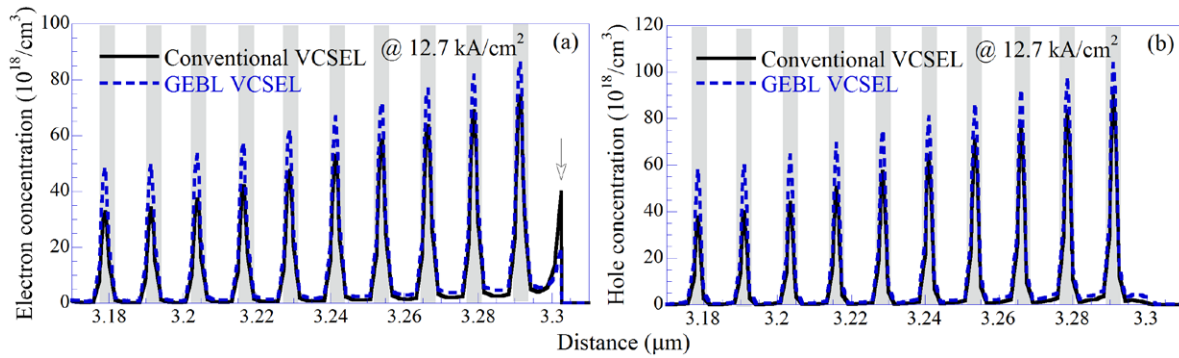 100
80
60
40
20
0
Electron concentration (10^18/cm^3)
Conventional VCSEL
GEBL VCSEL
@ 12.7 kA/cm^2
(a)
3.18
3.2
3.22
3.24
3.26
3.28
3.3
120
100
80
60
40
20
0
Hole concentration (10^18/cm^3)
Conventional VCSEL
GEBL VCSEL
@ 12.7 kA/cm^2
(b)
3.18
3.2
3.22
3.24
3.26
3.28
3.3
Distance (μm)